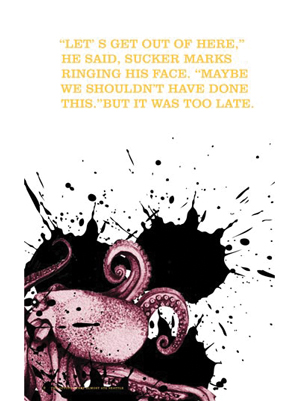 “LET’ S GET OUT OF HERE,”
HE SAID, SUCKER MARKS
RINGING HIS FACE. “MAYBE
WE SHOULDN’T HAVE DONE
THIS.”BUT IT WAS TOO LATE.